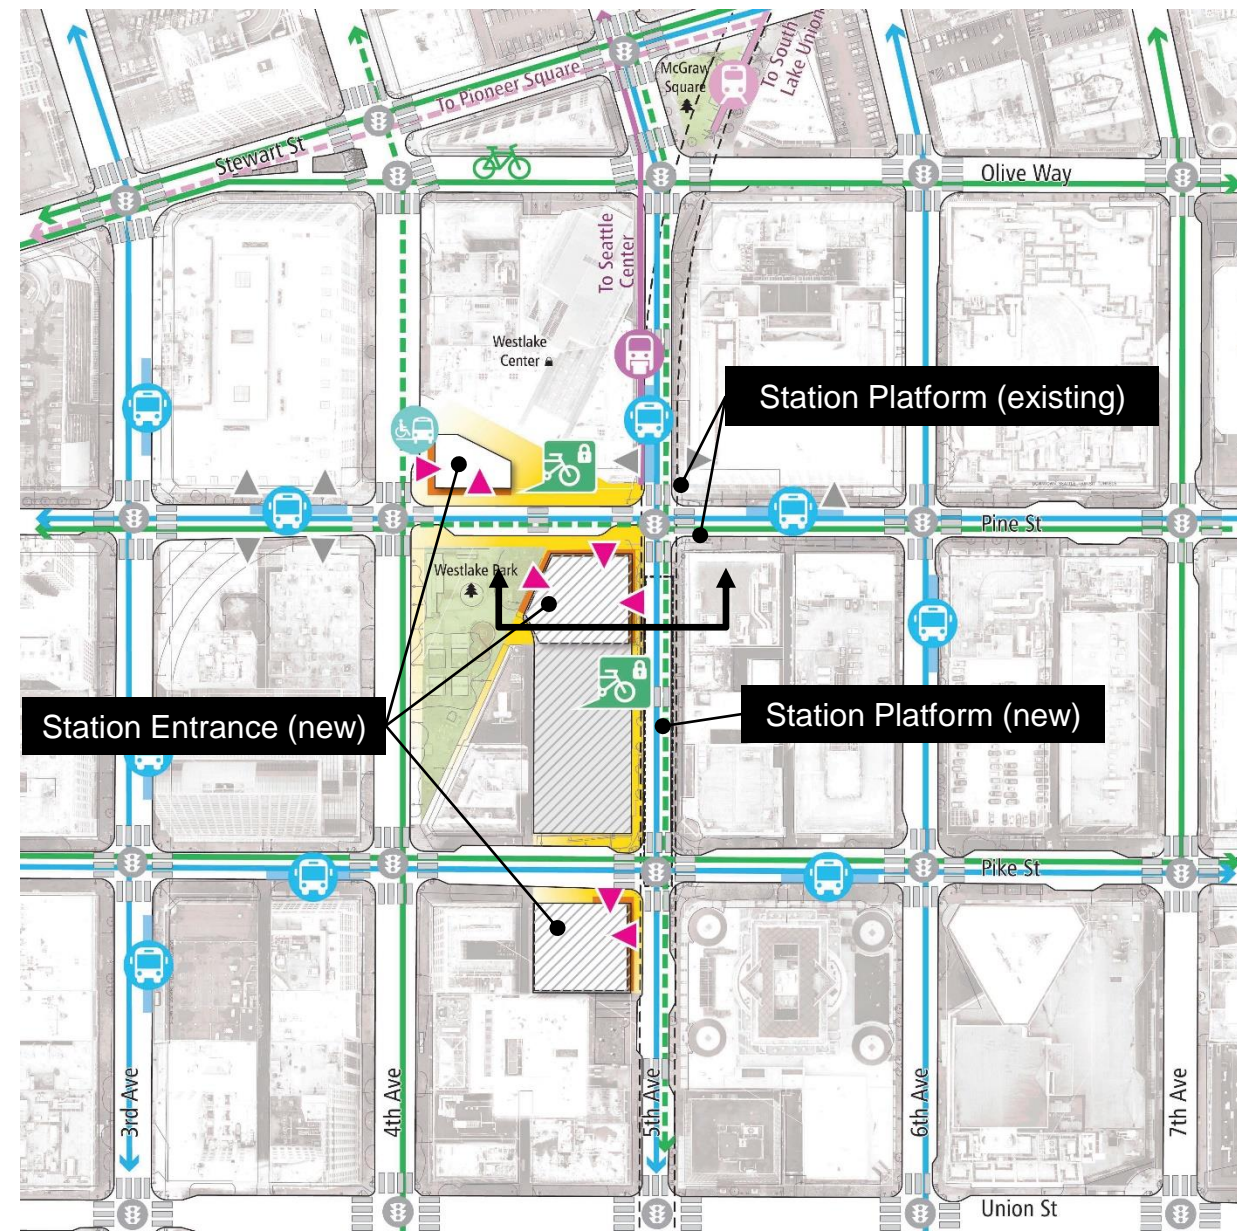 McGraw
Square
To South
Lake Union
To Pioneer Square
Stewart St
Olive Way
To Seattle
Center
Westlake
Center
Station Platform (existing)
Pine St
Westlake Park
Station Entrance (new)
Station Platform (new)
Pike St
3rd Ave
4th Ave
5th Ave
6th Ave
7th Ave
Union St